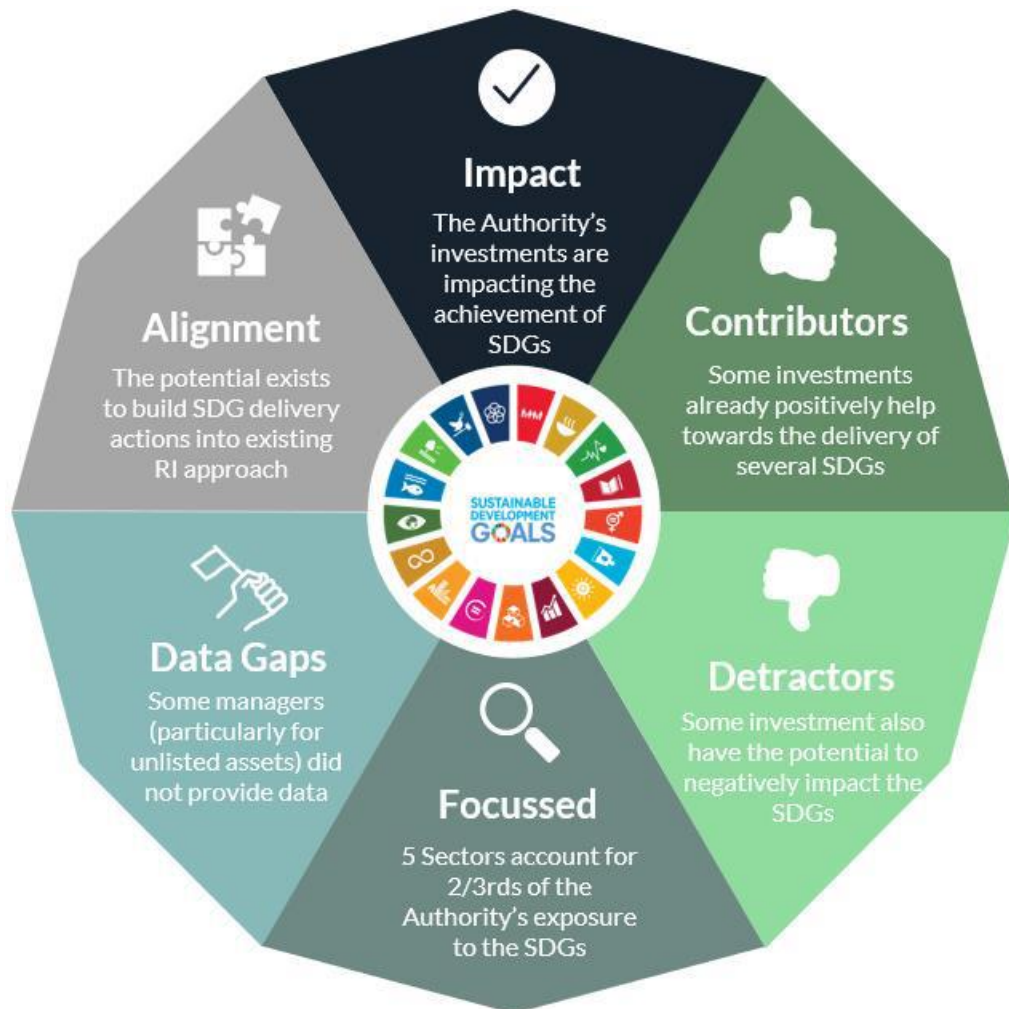 Impact
The Authority’s
investments are
impacting the
achievement of
SDGs
Contributors
Some investments
already positively help
towards the delivery of
several SDGs
Detractors
Some investment also
have the potential to
negatively impact the
SDGs
Focussed
5 Sectors account for
2/3rds of the
Authority’s exposure
to the SDGs
Data Gaps
Some managers
(particularly for
unlisted assets) did
not provide data
Alignment
The potential exists
to build SDG delivery
actions into existing
RI approach
SUSTAINABLE
DEVELOPMENT
GOALS